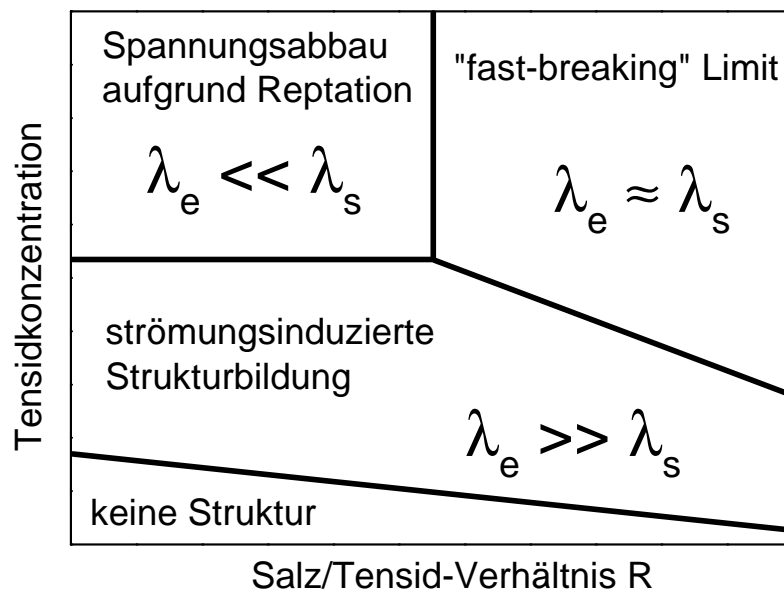 Spannungsabbau
aufgrund Reptation
λe << λs
"fast-breaking" Limit
λe ≈ λs
strömungsinduzierte
Strukturbildung
λe >> λs
keine Struktur
Tensidkonzentration
Salz/Tensid-Verhältnis R